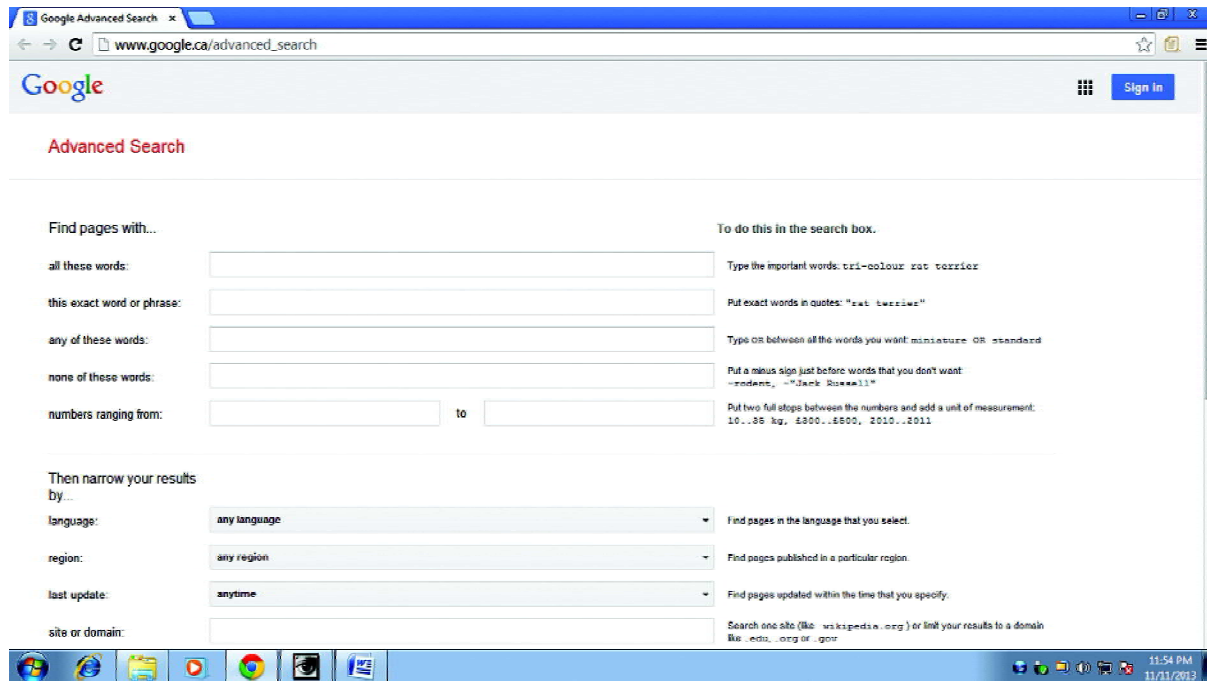 Google Advanced Search
www.google.ca/advanced_search
Google
Sign in
Advanced Search
Find pages with...
To do this in the search box.
all these words:
Type the important words: tri-colour rat terrier
this exact word or phrase:
Put exact words in quotes: "rat terrier"
any of these words:
Type OR between all the words you want: miniature OR standard
none of these words:
Put a minus sign just before words that you don't want:
-rodent, -"Jack Russell"
numbers ranging from:
to
Put two full stops between the numbers and add a unit of measurement:
10..35 kg, £300..£500, 2010..2011
Then narrow your results
by...
language:
any language
Find pages in the language that you select.
region:
any region
Find pages published in a particular region.
last update:
anytime
Find pages updated within the time that you specify.
site or domain:
Search one site (like wikipedia.org) or limit your results to a domain
like .edu, .org or .gov
11:54 PM
11/11/2013